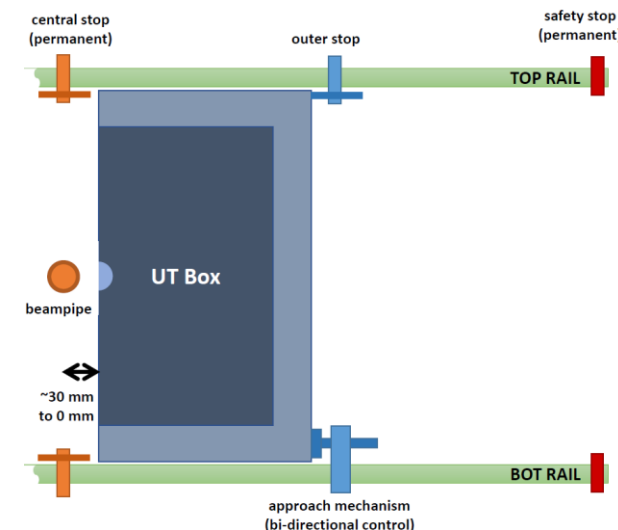 central stop
(permanent)
outer stop
safety stop
(permanent
TOP RAIL
UT Box
beampipe
~30 mm
to 0 mm
BOT RAIL
approach mechanism
(bi-directional control)